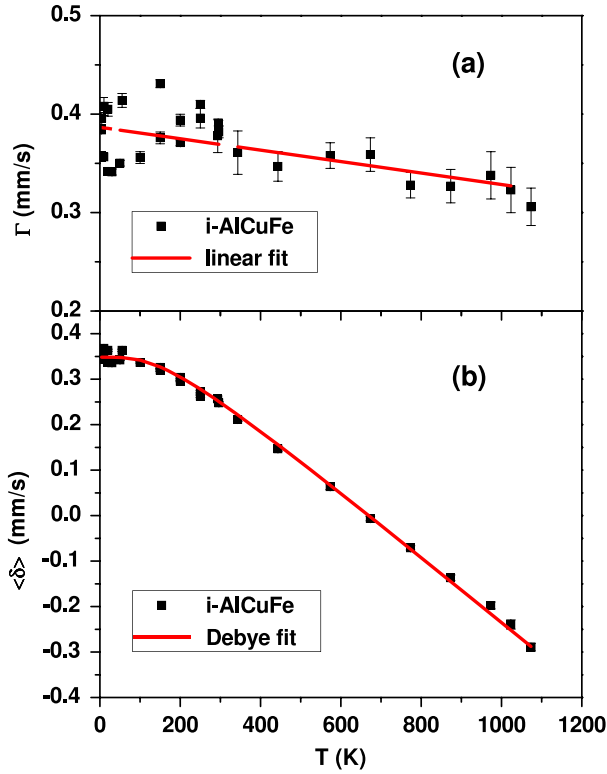 0.5
(a)
0.4
Γ (mm/s)
0.3
i-AlCuFe
linear fit
0.2
0.4
(b)
0.3
0.2
0.1
<δ> (mm/s)
0.0
-0.1
i-AlCuFe
-0.2
Debye fit
-0.3
-0.4
0 200 400 600 800 1000 1200
T (K)